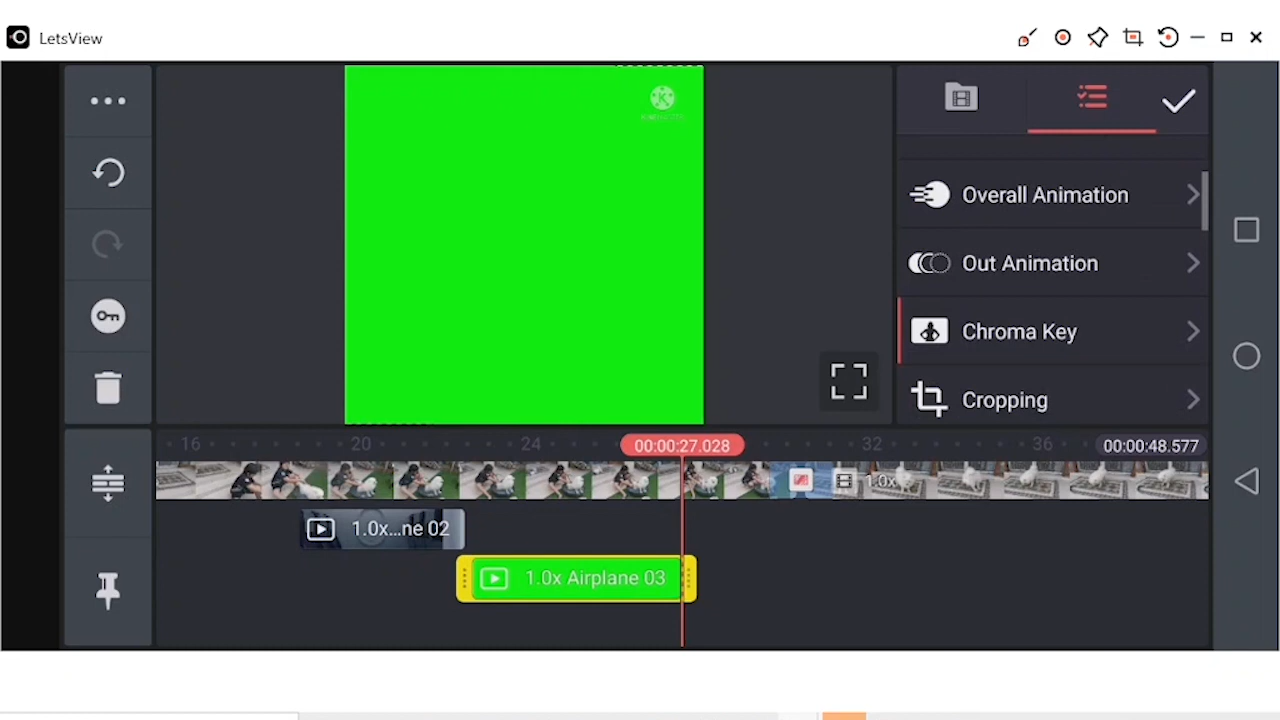 LetsView
Overall Animation
Out Animation
Chroma Key
Cropping
16
20
24
00:00:27.028
32
36
00:00:48.577
1.0x
1.0x...ne 02
1.0x Airplane 03